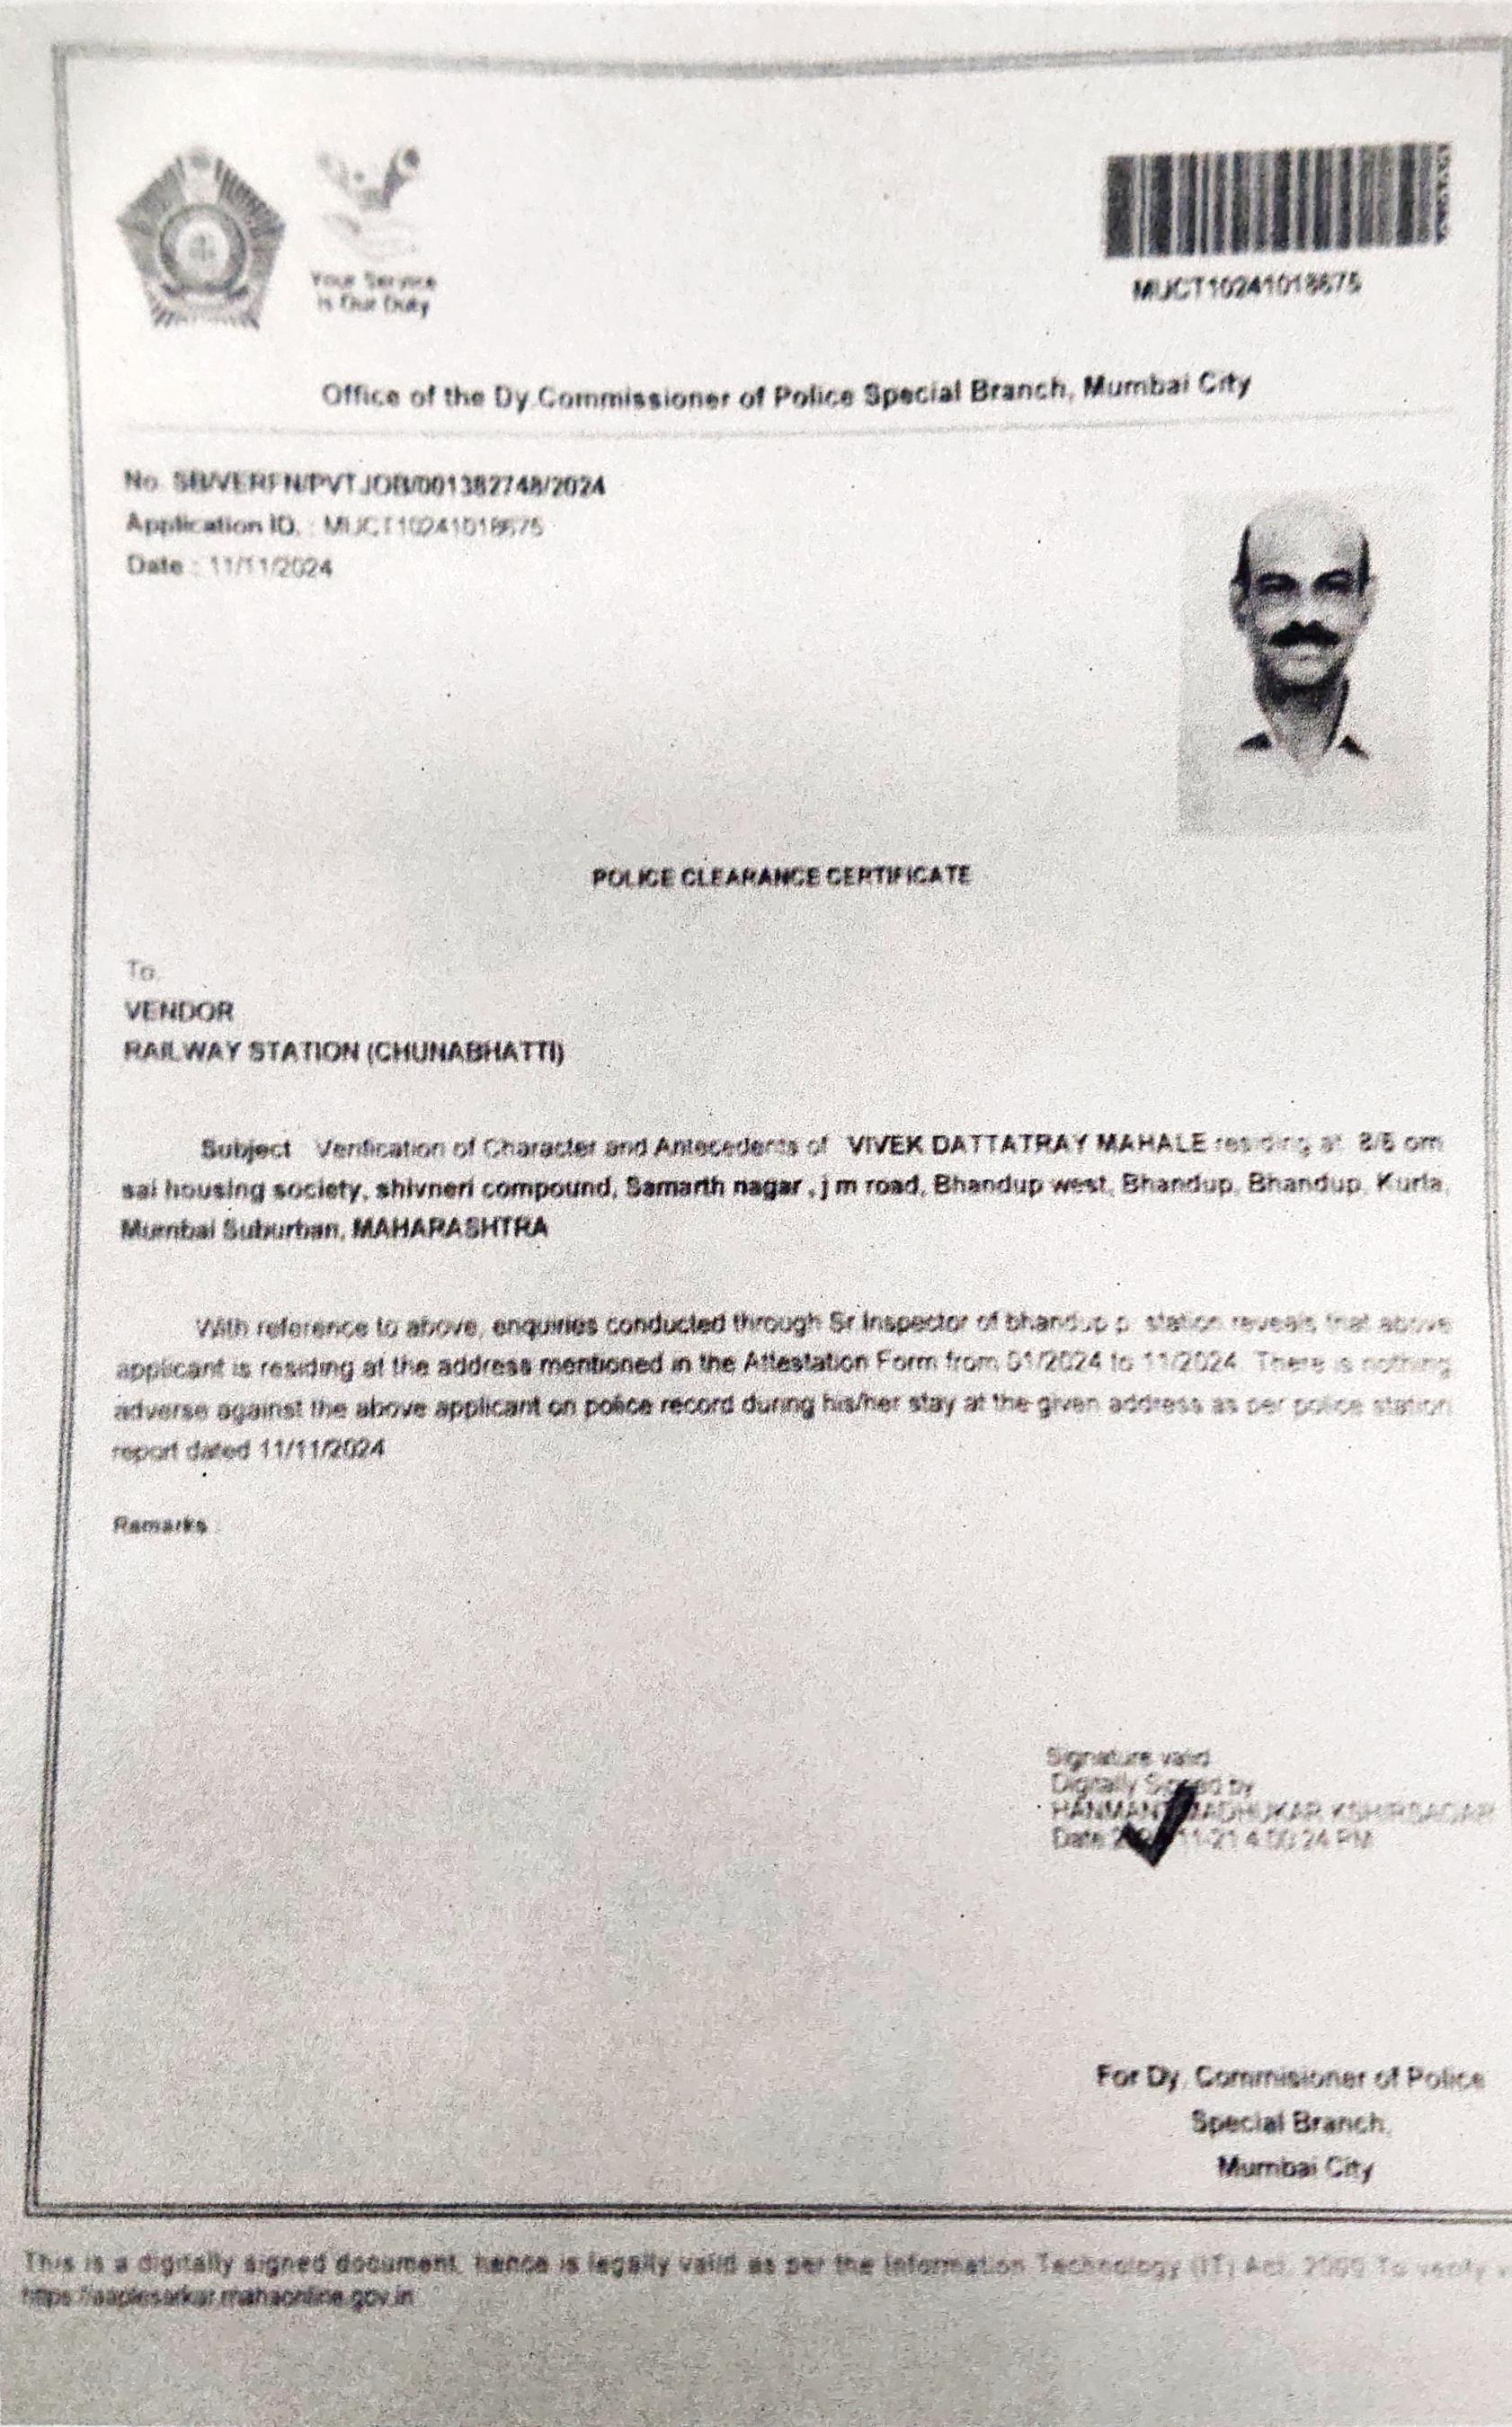 Your Service
is Our Duty
MUCT10241018675
Office of the Dy.Commissioner of Police Special Branch, Mumbai City
No. SB/VERFN/PVTJOB/001382748/2024
Application ID. : MUCT10241018675
Date : 11/11/2024
POLICE CLEARANCE CERTIFICATE
To,
VENDOR
RAILWAY STATION (CHUNABHATTI)
Subject Verification of Character and Antecedents of VIVEK DATTATRAY MAHALE residing at om
sai housing society, shivneri compound, Samarth nagar , j m road, Bhandup west, Bhandup, Bhandup, Kurla,
Mumbai Suburban, MAHARASHTRA
With reference to above, enquiries conducted through Sr Inspector of bhandup p. station reveals that above
applicant is residing at the address mentioned in the Attestation Form from 01/2024 to 11/2024. There is nothing
adverse against the above applicant on police record during his/her stay at the given address as per police station
report dated 11/11/2024
Remarks :
Signature valid
Digitally Signed by
HANMANT MADHUKAR KSHIRSAGAR
Date 11-21 4:00:24 PM
For Dy. Commisioner of Police
Special Branch,
Mumbai City
This is a digitally signed document, hence is legally valid as per the Information Technology (IT) Act, 2000 To verify
https://aaplesarkar.mahaonline.gov.in